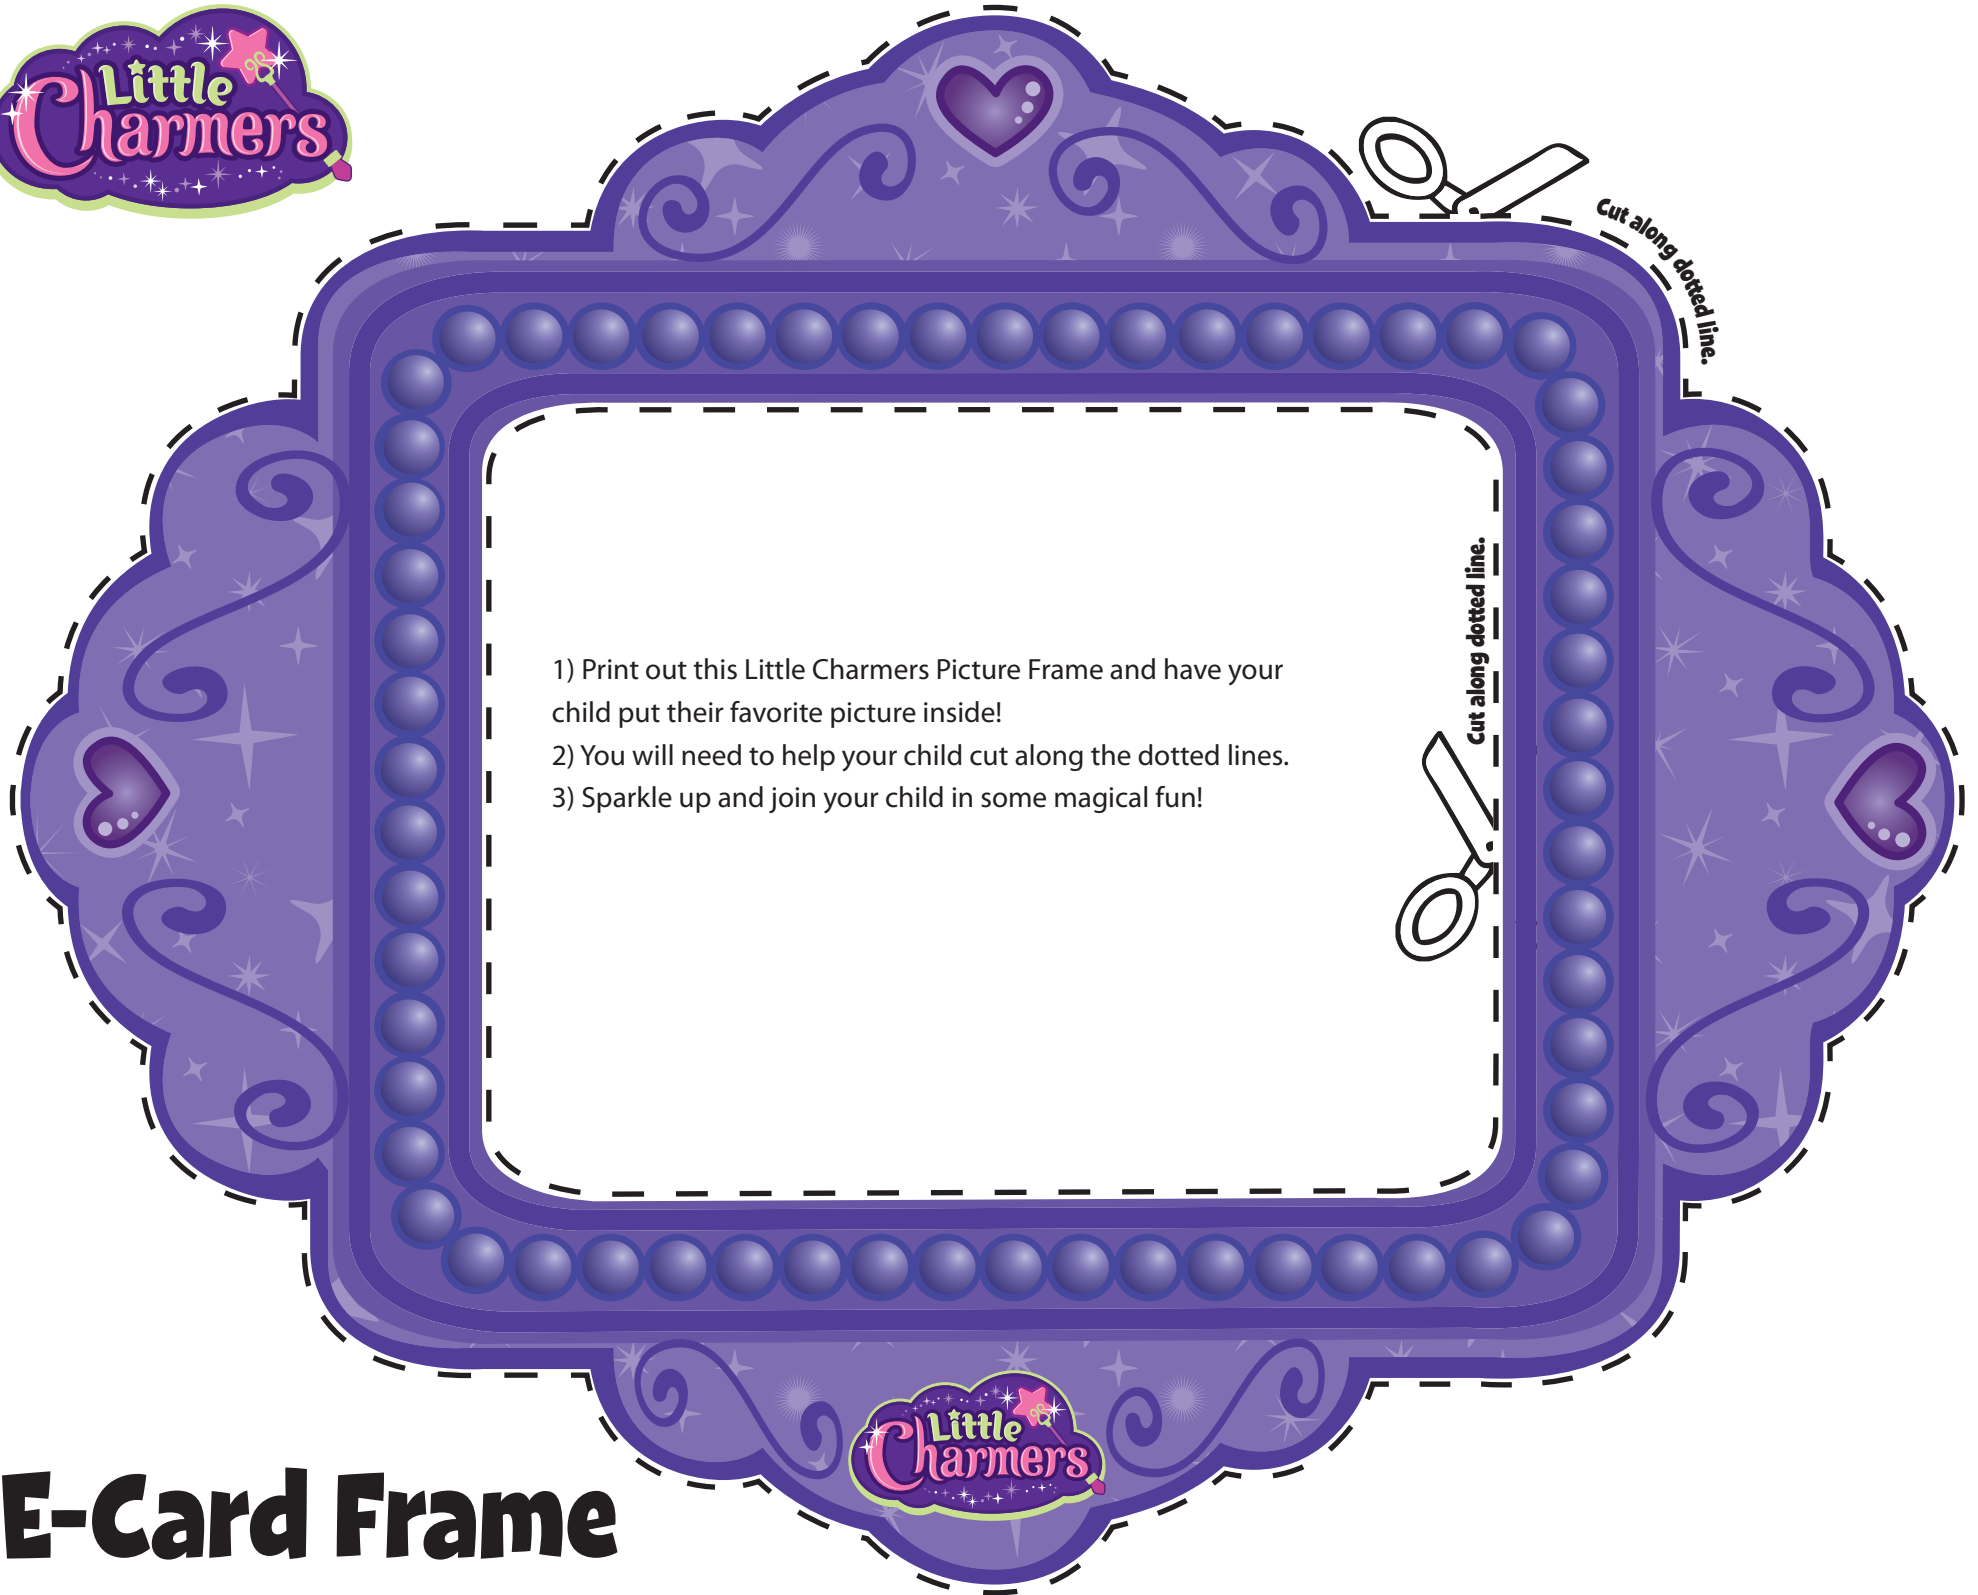 Little
Charmers
Cut along dotted line.
Cut along dotted line.
1) Print out this Little Charmers Picture Frame and have your
child put their favorite picture inside!
2) You will need to help your child cut along the dotted lines.
3) Sparkle up and join your child in some magical fun!
Little
Charmers
E-Card Frame